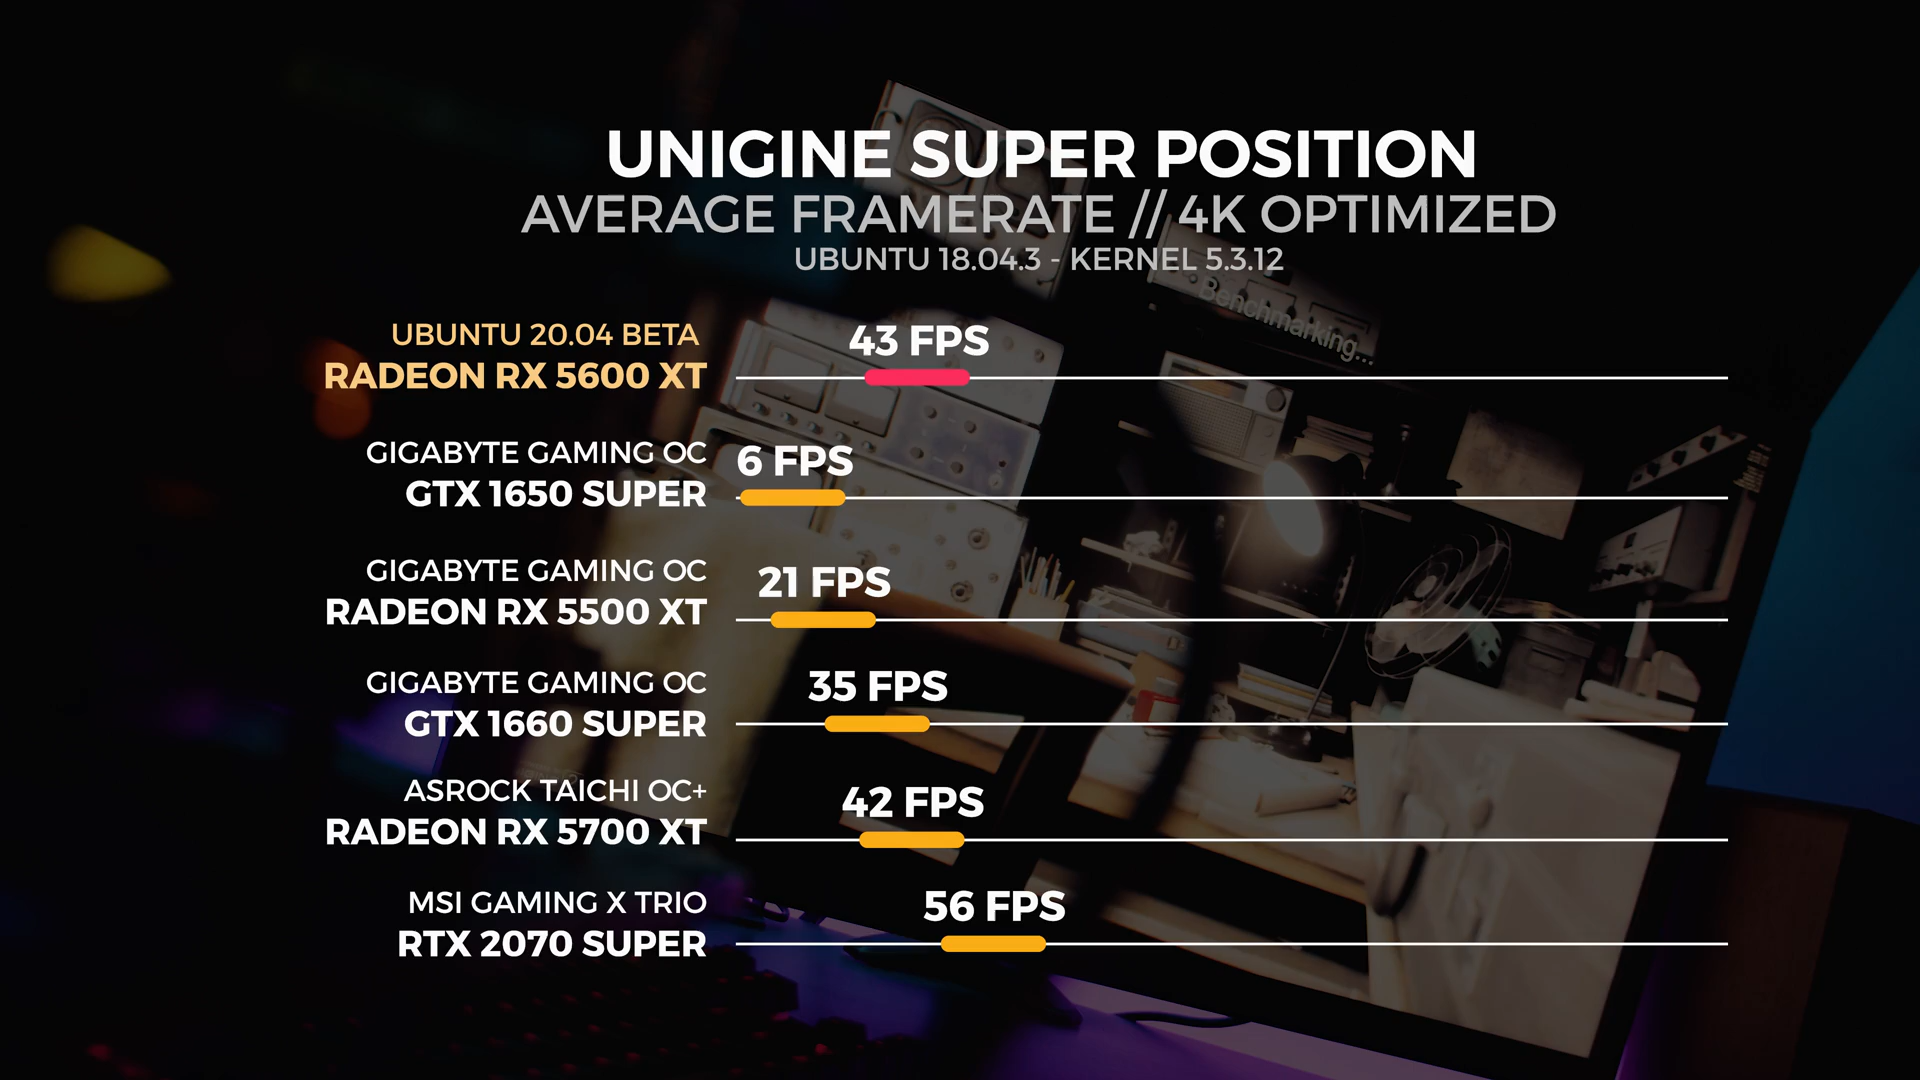 UNIGINE SUPER POSITION
AVERAGE FRAMERATE // 4K OPTIMIZED
UBUNTU 18.04.3 - KERNEL 5.3.12
Benchmarking...
UBUNTU 20.04 BETA
RADEON RX 5600 XT
43 FPS
GIGABYTE GAMING OC
GTX 1650 SUPER
6 FPS
GIGABYTE GAMING OC
RADEON RX 5500 XT
21 FPS
GIGABYTE GAMING OC
GTX 1660 SUPER
35 FPS
ASROCK TAICHI OC+
RADEON RX 5700 XT
42 FPS
MSI GAMING X TRIO
RTX 2070 SUPER
56 FPS